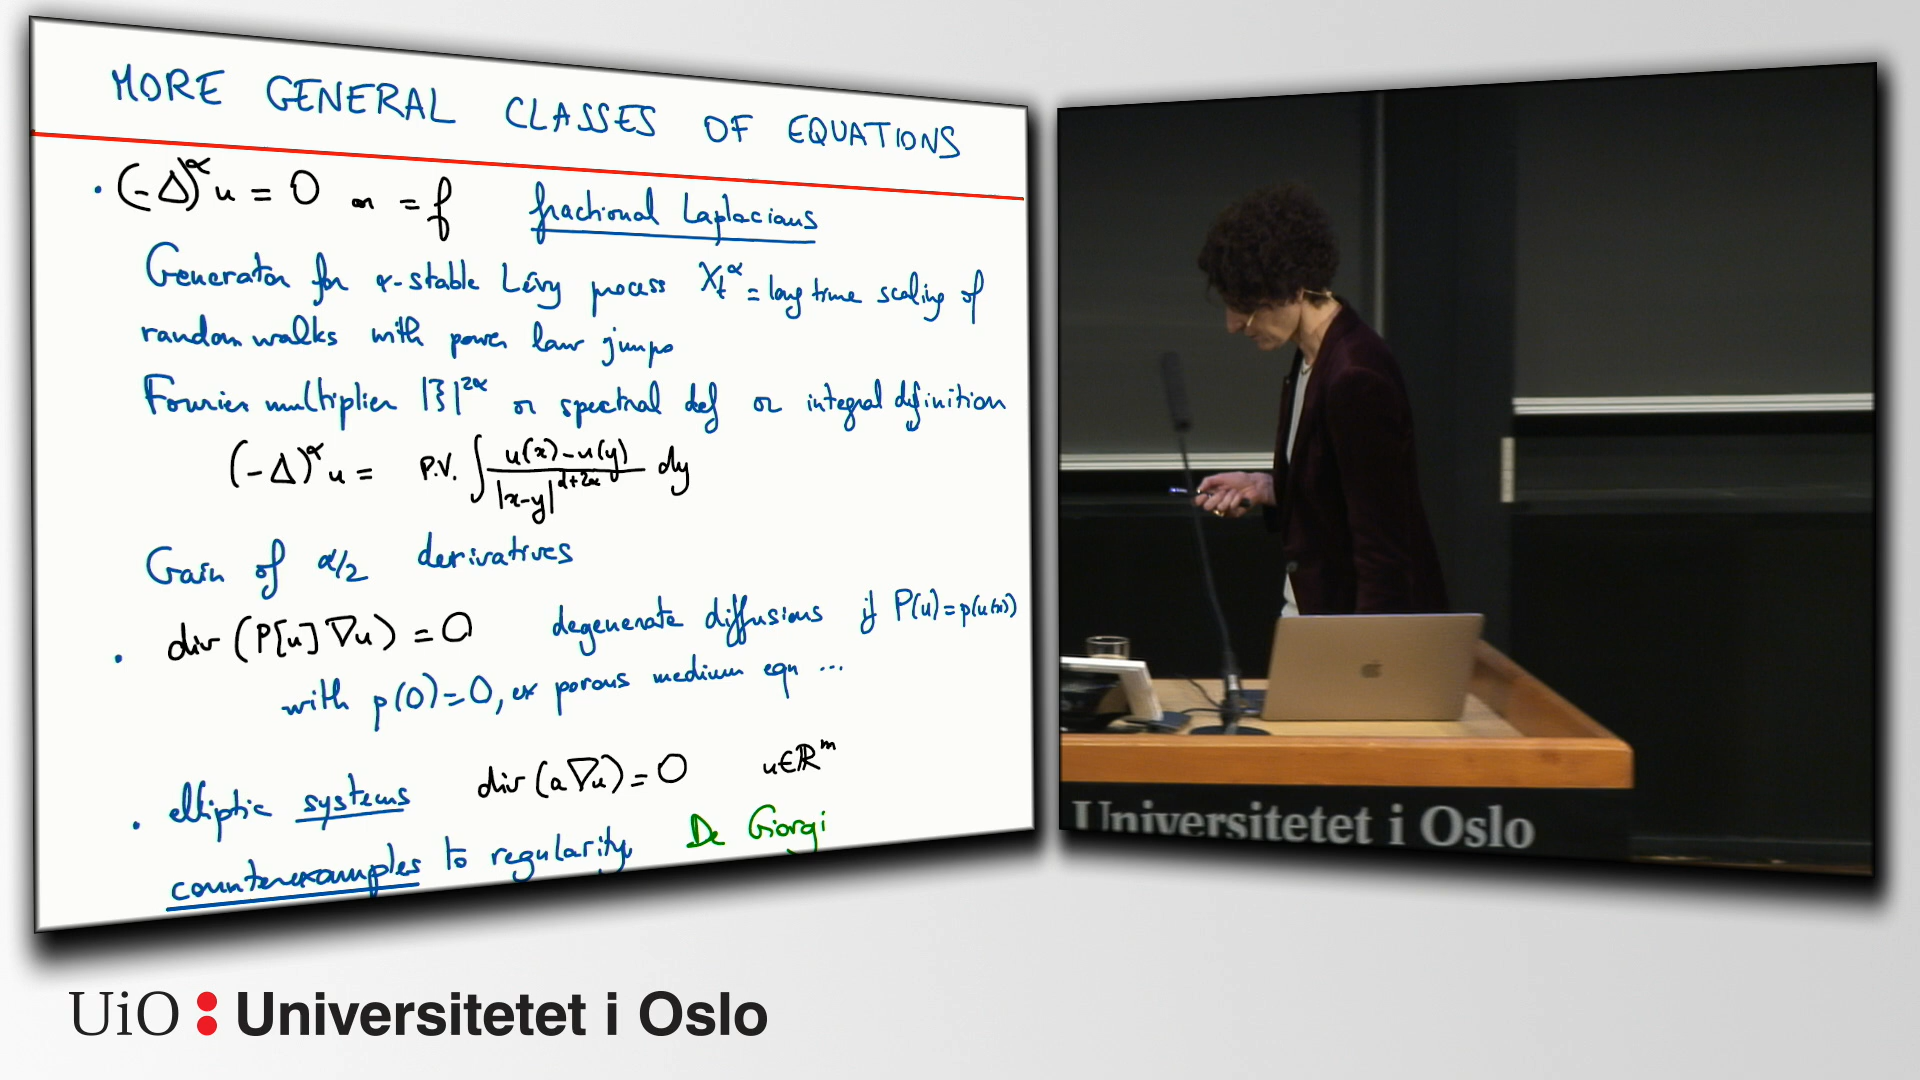 MORE GENERAL CLASSES OF EQUATIONS
• (-Δ)^α u = 0 or = f fractional Laplacians
Generator for α-stable Lévy process X_t^α = long time scaling of
random walks with power law jumps
Fourier multiplier |ξ|^{2α} or spectral def or integral definition
(-Δ)^α u = P.V. ∫ (u(x)-u(y))/|x-y|^{d+2α} dy
Gain of α/2 derivatives
• div (P[u] ∇u) = 0 degenerate diffusions if P(u)=p(u(x))
with p(0)=0, ex porous medium eqn ...
• elliptic systems div (a∇u) = 0 u∈ℝ^m
counterexamples to regularity De Giorgi
Universitetet i Oslo
UiO : Universitetet i Oslo